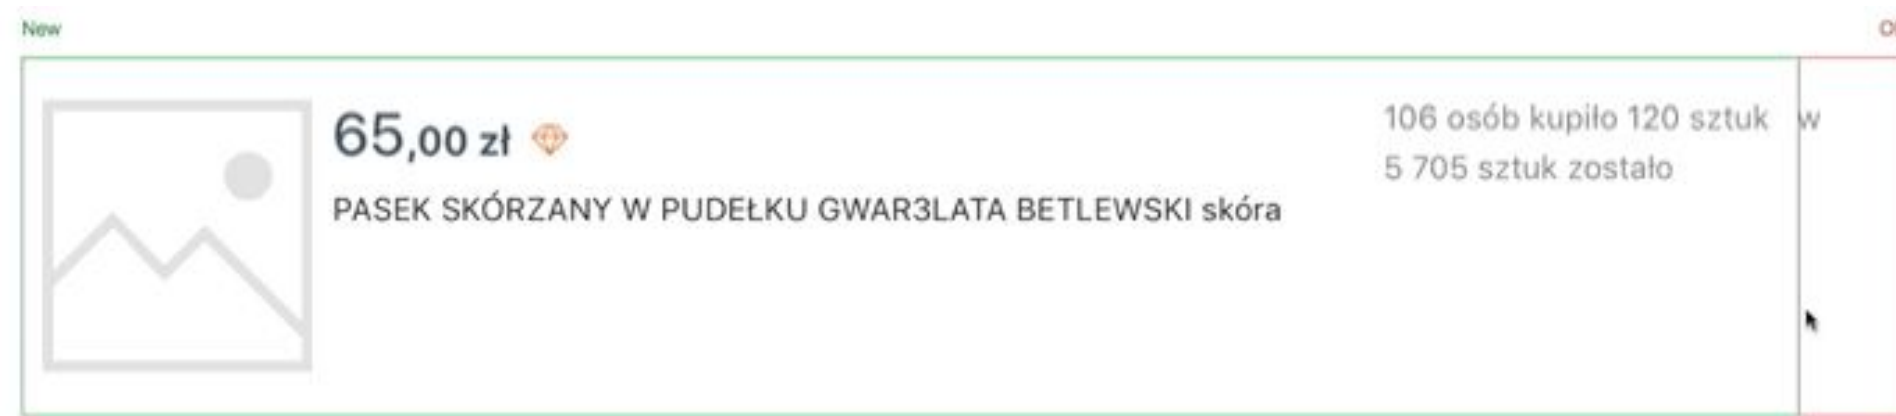 New
65,00 zł
106 osób kupiło 120 sztuk w
5 705 sztuk zostało
PASEK SKÓRZANY W PUDEŁKU GWAR3LATA BETLEWSKI skóra